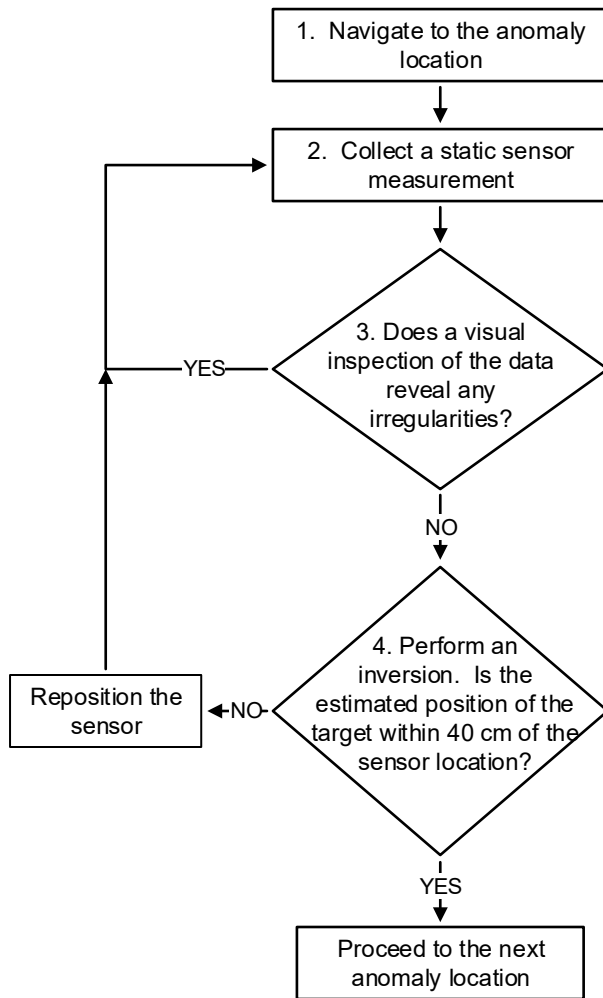 1. Navigate to the anomaly
location
2. Collect a static sensor
measurement
3. Does a visual
inspection of the data
reveal any
irregularities?
YES
NO
4. Perform an
inversion. Is the
estimated position of the
target within 40 cm of the
sensor location?
NO
Reposition the
sensor
YES
Proceed to the next
anomaly location